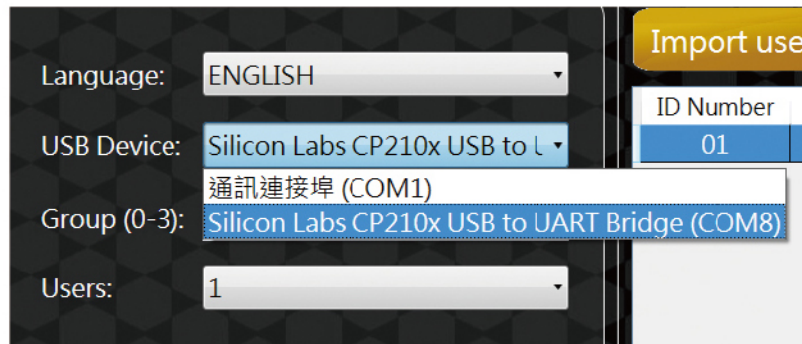 Language: ENGLISH
USB Device: Silicon Labs CP210x USB to
通訊連接埠 (COM1)
Group (0-3): Silicon Labs CP210x USB to UART Bridge (COM8)
Users: 1
Import use
ID Number
01